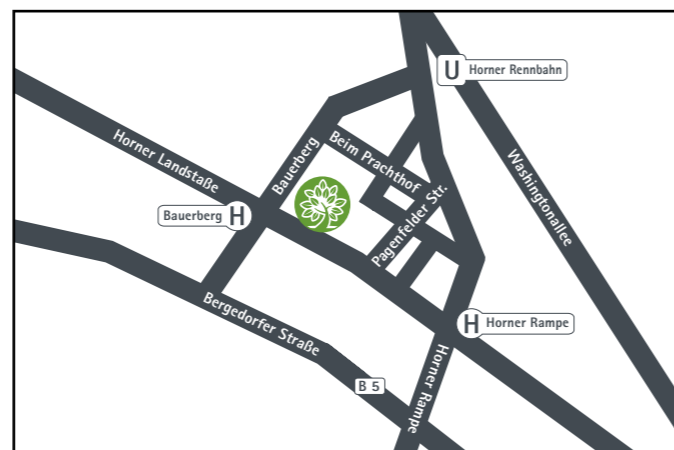 U Horner Rennbahn
Horner Landstaße
Bauerberg
Beim Prachthof
Washingtonallee
Pagenfelder Str.
Bauerberg H
Bergedorfer Straße
H Horner Rampe
Horner Rampe
B 5